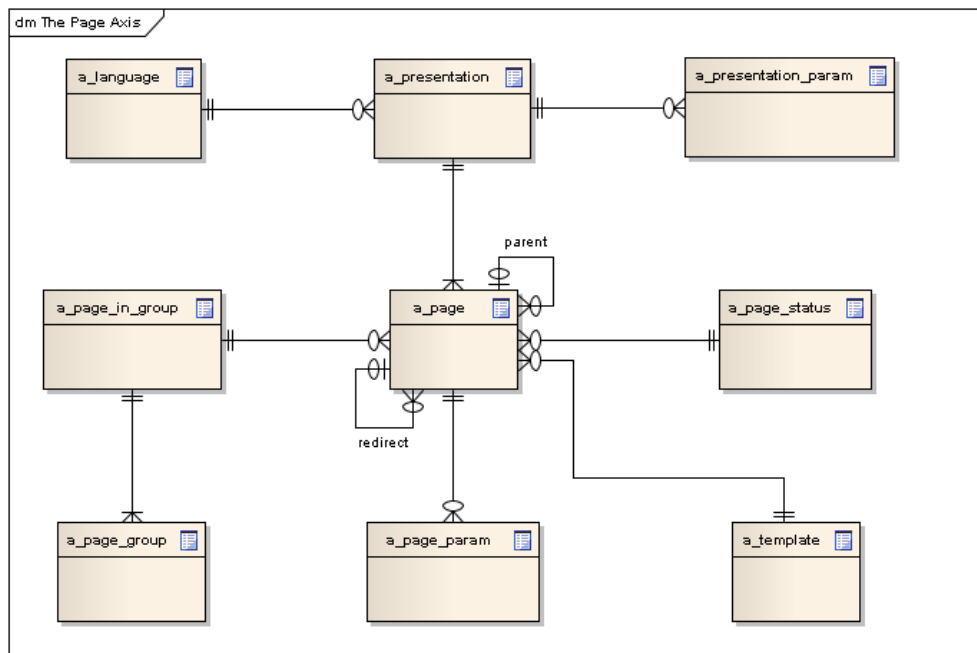 dm The Page Axis
a_language
a_presentation
a_presentation_param
parent
a_page_in_group
a_page
a_page_status
redirect
a_page_group
a_page_param
a_template